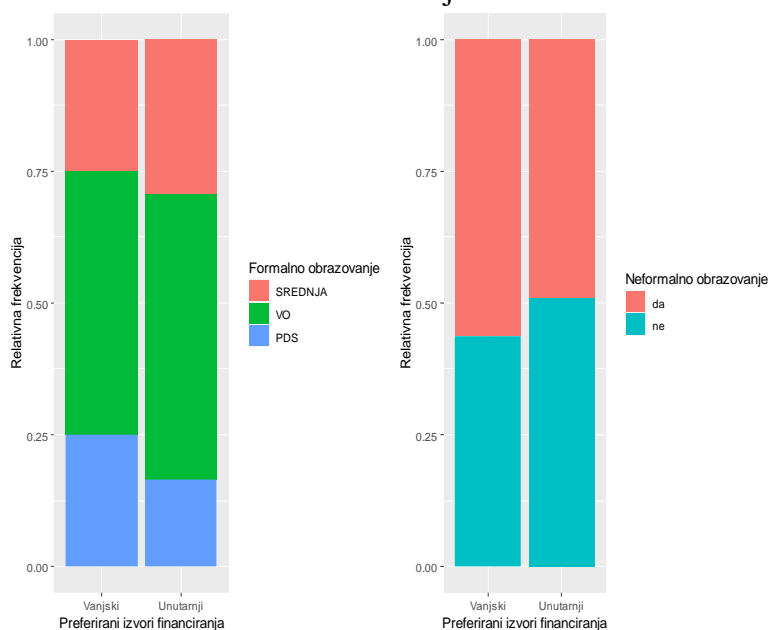 Relativna frekvencija
1.00
0.75
0.50
0.25
0.00
Vanjski
Unutarnji
Preferirani izvori financiranja
Formalno obrazovanje
SREDNJA
VO
PDS
Relativna frekvencija
1.00
0.75
0.50
0.25
0.00
Vanjski
Unutarnji
Preferirani izvori financiranja
Neformalno obrazovanje
da
ne